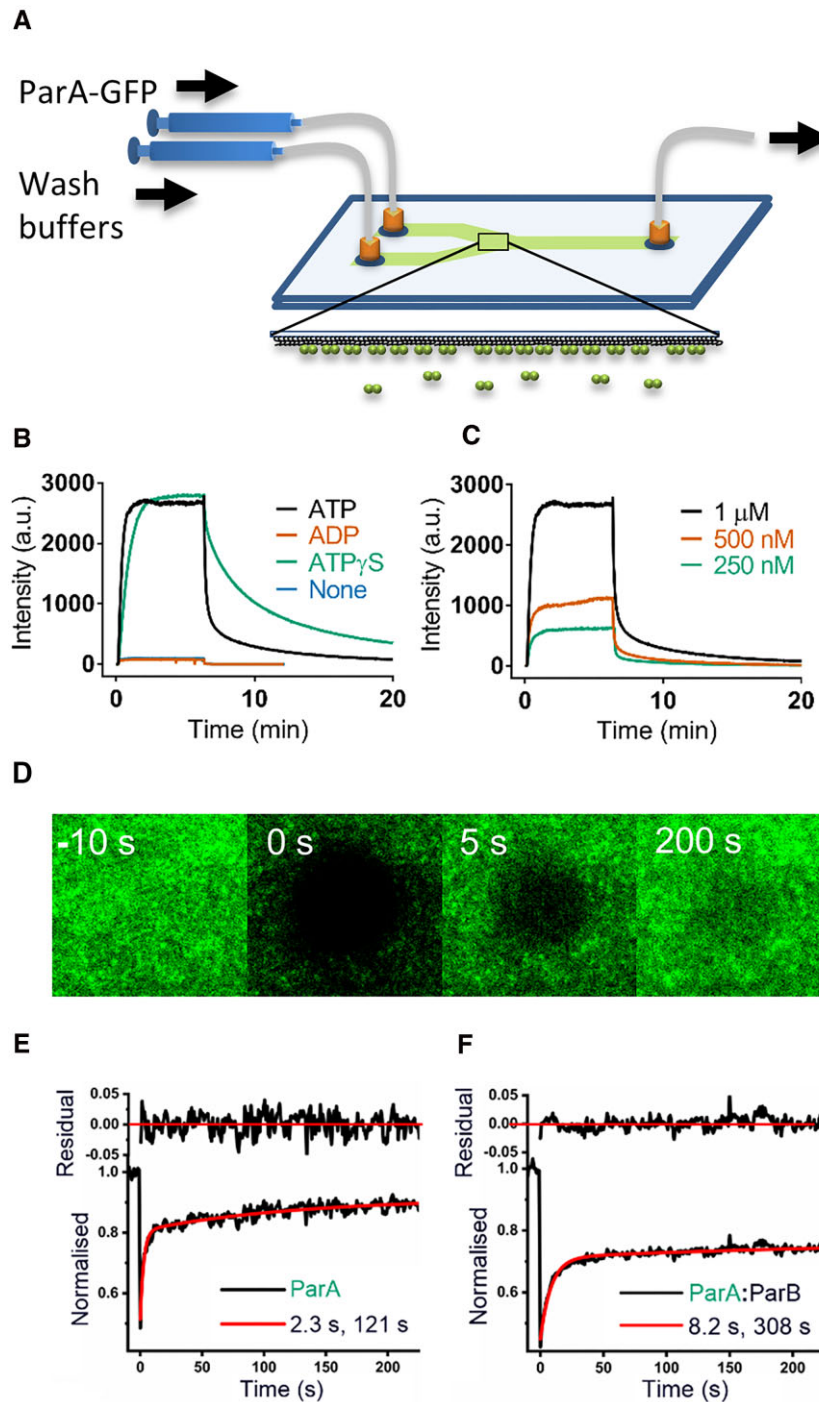 A
ParA-GFP
Wash
buffers
B
C
3000
2000
1000
0
Intensity (a.u.)
ATP
ADP
ATPγS
None
0
10
20
Time (min)
3000
2000
1000
0
Intensity (a.u.)
1 μM
500 nM
250 nM
0
10
20
Time (min)
D
-10 s
0 s
5 s
200 s
E
F
Residual
0.05
0.00
-0.05
Normalised
1.0
0.8
0.6
ParA
2.3 s, 121 s
0
50
100
150
200
Time (s)
Residual
0.05
0.00
-0.05
Normalised
1.0
0.8
0.6
ParA:ParB
8.2 s, 308 s
0
50
100
150
200
Time (s)